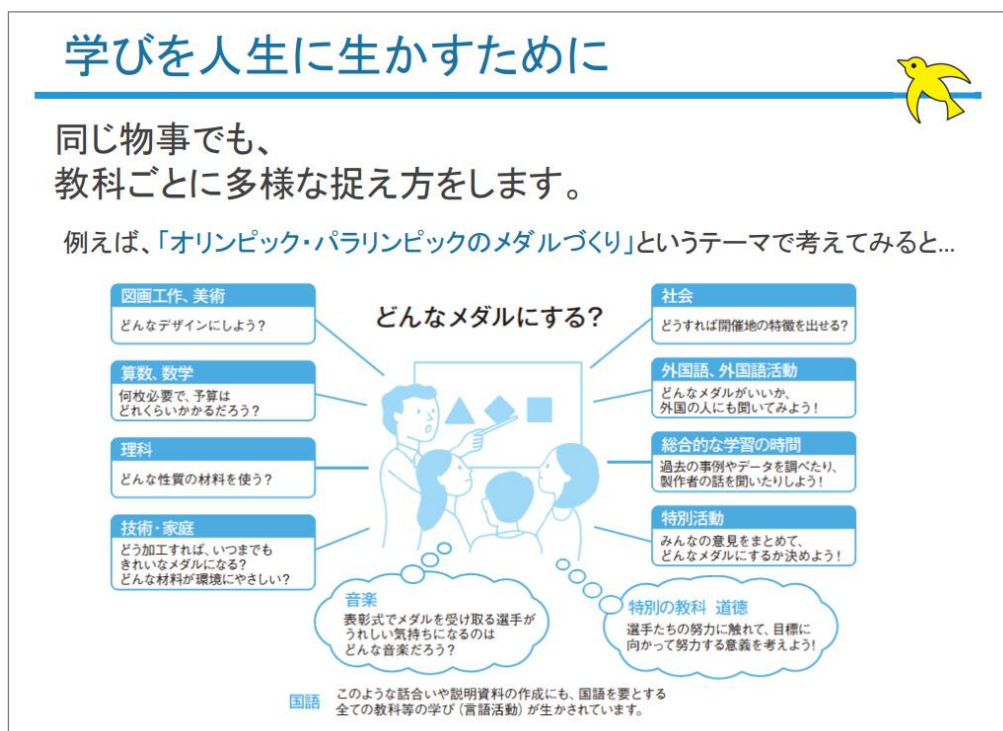 学びを人生に生かすために
同じ物事でも、
教科ごとに多様な捉え方をします。
例えば、「オリンピック・パラリンピックのメダルづくり」というテーマで考えてみると…
どんなメダルにする?
図画工作、美術
どんなデザインにしよう?
算数、数学
何枚必要で、予算は
どれくらいかかるだろう?
理科
どんな性質の材料を使う?
技術・家庭
どう加工すれば、いつまでも
きれいなメダルになる?
どんな材料が環境にやさしい?
社会
どうすれば開催地の特徴を出せる?
外国語、外国語活動
どんなメダルがいいか、
外国の人にも聞いてみよう!
総合的な学習の時間
過去の事例やデータを調べたり、
製作者の話を聞いたりしよう!
特別活動
みんなの意見をまとめて、
どんなメダルにするか決めよう!
音楽
表彰式でメダルを受け取る選手が
うれしい気持ちになるのは
どんな音楽だろう?
特別の教科 道徳
選手たちの努力に触れて、目標に
向かって努力する意義を考えよう!
国語
このような話合いや説明資料の作成にも、国語を要とする
全ての教科等の学び(言語活動)が生かされています。